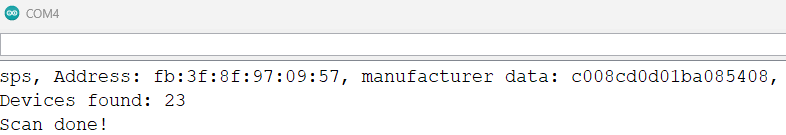 COM4
sps, Address: fb:3f:8f:97:09:57, manufacturer data: c008cd0d01ba085408,
Devices found: 23
Scan done!